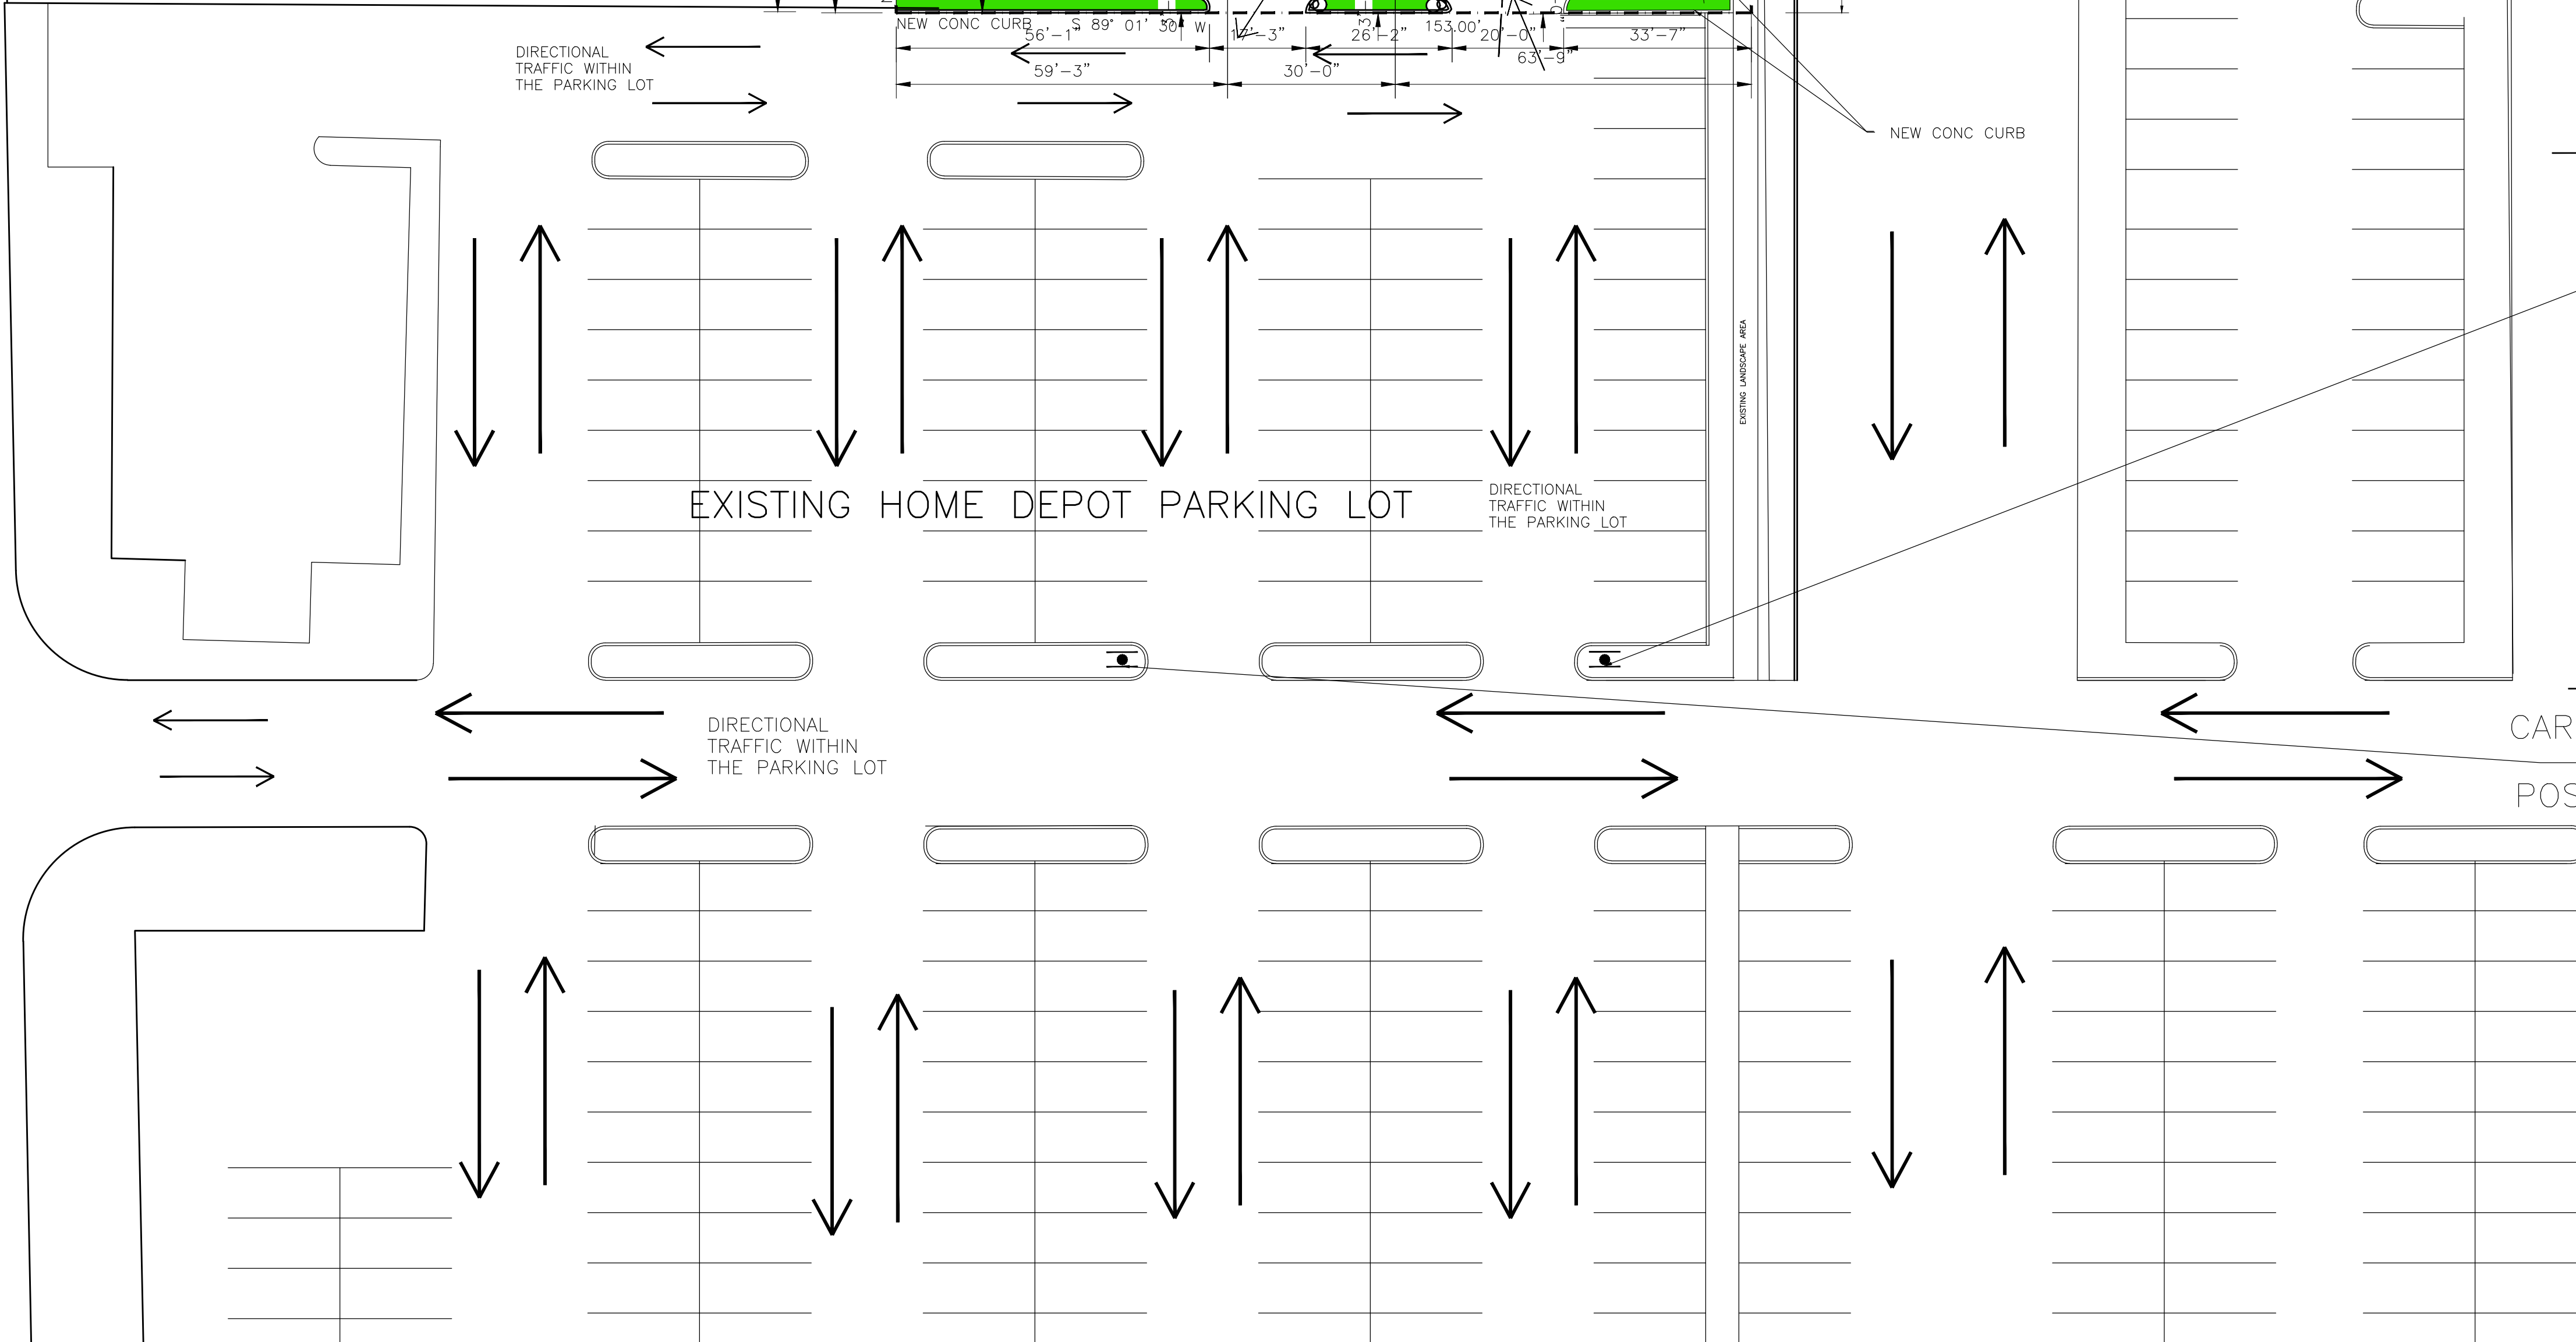 NEW CONC CURB
S 89° 01' 30" W
153.00'
56'-1"
17'-3"
26'-2"
20'-0"
33'-7"
59'-3"
30'-0"
63'-9"
DIRECTIONAL
TRAFFIC WITHIN
THE PARKING LOT
NEW CONC CURB
EXISTING LANDSCAPE AREA
EXISTING HOME DEPOT PARKING LOT
DIRECTIONAL
TRAFFIC WITHIN
THE PARKING LOT
DIRECTIONAL
TRAFFIC WITHIN
THE PARKING LOT
CAR
POS